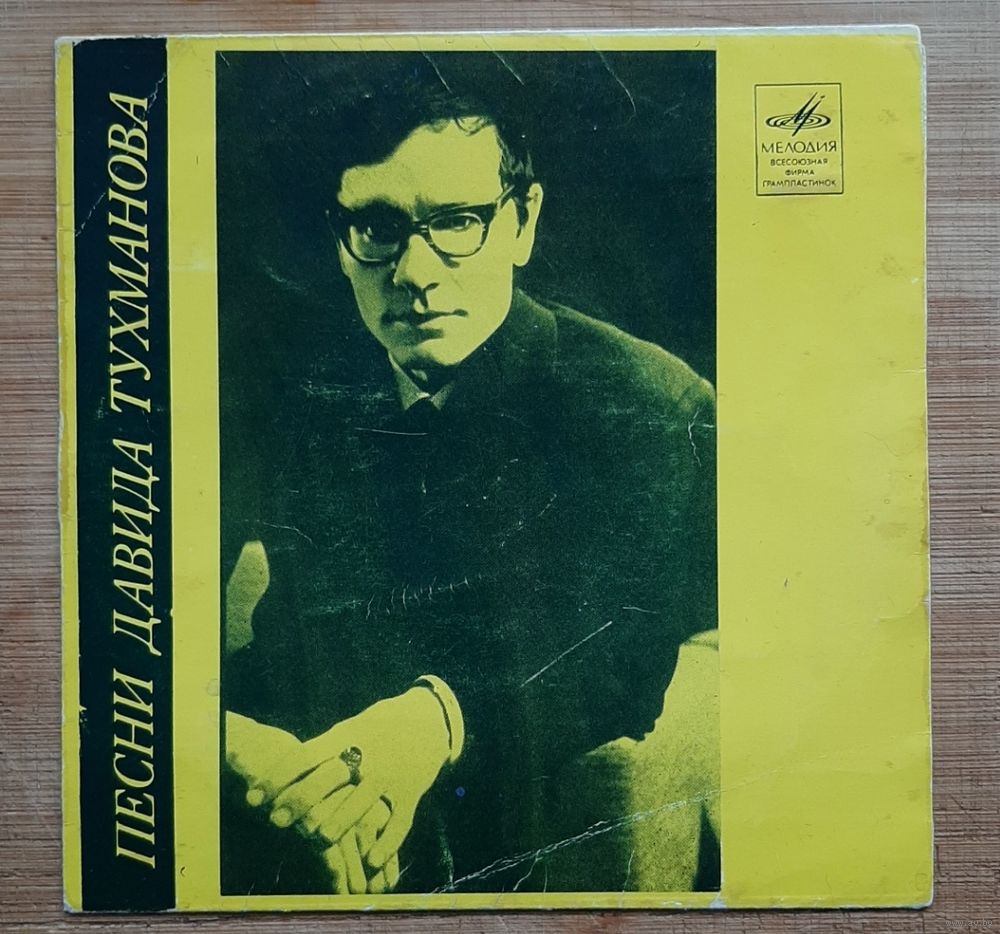 ПЕСНИ ДАВИДА ТУХМАНОВА
МЕЛОДИЯ
ВСЕСОЮЗНАЯ
ФИРМА
ГРАМПЛАСТИНОК